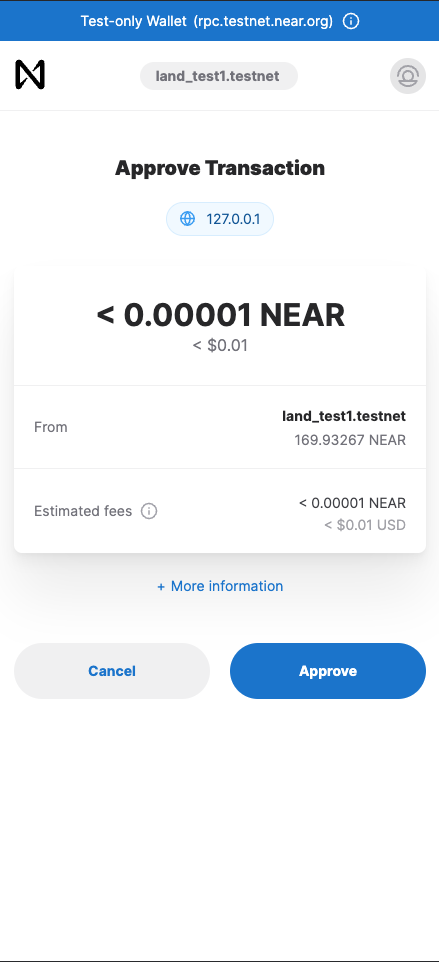 Test-only Wallet (rpc.testnet.near.org)
land_test1.testnet
Approve Transaction
127.0.0.1
< 0.00001 NEAR
< $0.01
From
land_test1.testnet
169.93267 NEAR
Estimated fees
< 0.00001 NEAR
< $0.01 USD
+ More information
Cancel
Approve